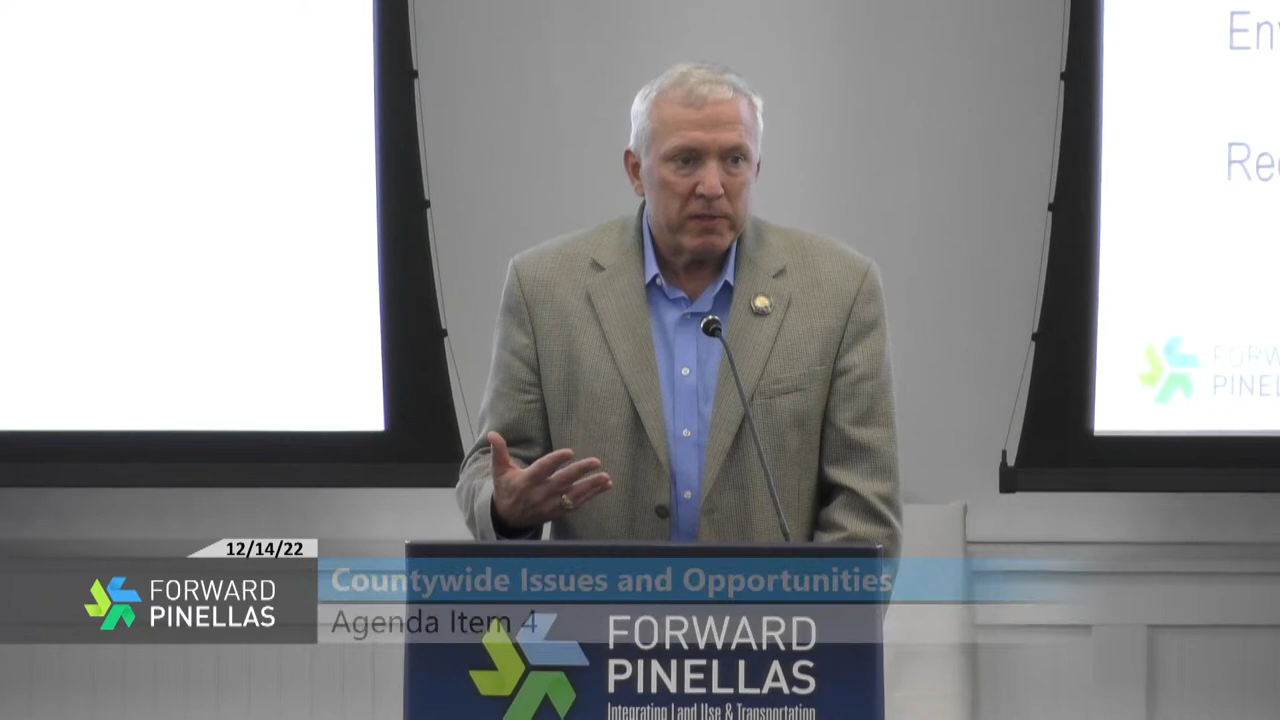 12/14/22
FORWARD
PINELLAS
Countywide Issues and Opportunities
Agenda Item 4
FORWARD
PINELLAS
Integrating Land Use & Transportation